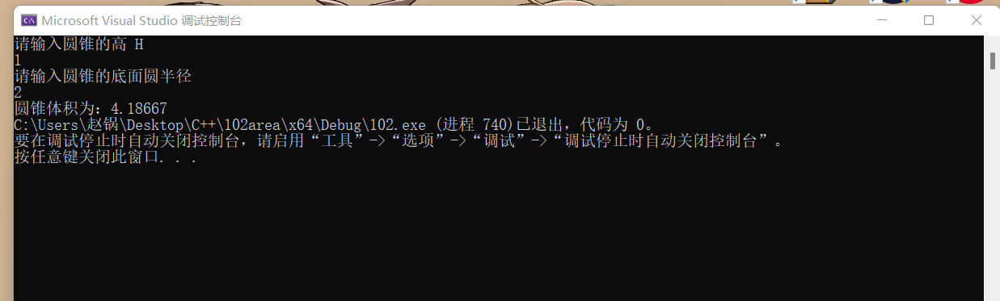 Microsoft Visual Studio 调试控制台
请输入圆锥的高 H
1
请输入圆锥的底面圆半径
2
圆锥体积为：4.18667
C:\Users\赵锅\Desktop\C++\102area\x64\Debug\102.exe (进程 740)已退出，代码为 0。
要在调试停止时自动关闭控制台，请启用“工具”->“选项”->“调试”->“调试停止时自动关闭控制台”。
按任意键关闭此窗口. . .